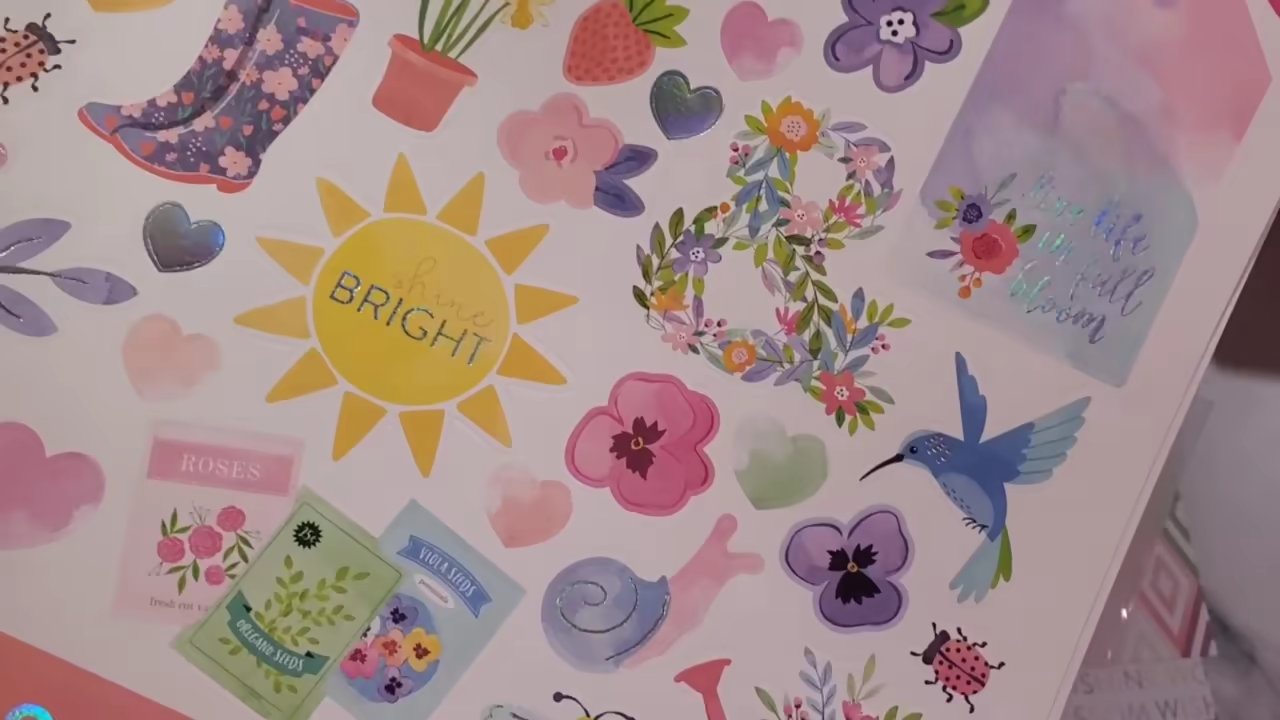 shine
BRIGHT
live life
in full
bloom
ROSES
VIOLA SEEDS
OREGANO SEEDS
fresh cut